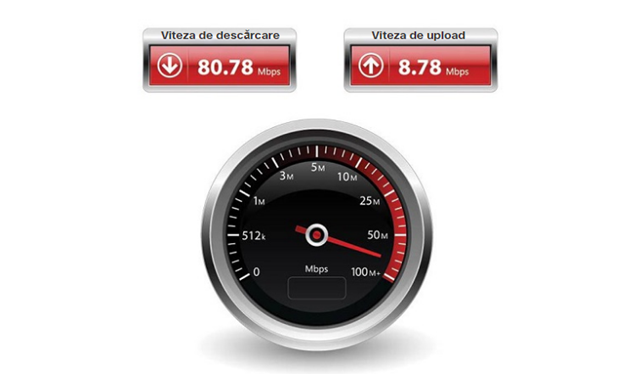 Viteza de descărcare
80.78 Mbps
Viteza de upload
8.78 Mbps
5M
3M
10M
1M
25M
512k
50M
0
Mbps
100M+